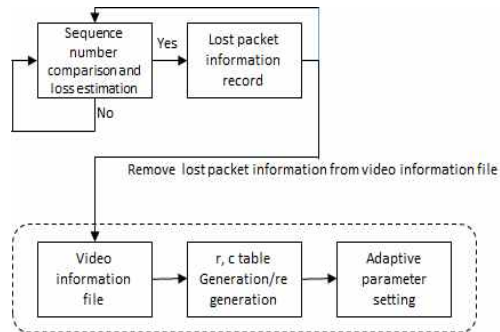 Sequence
number
comparison and
loss estimation
Yes
Lost packet
information
record
No
Remove lost packet information from video information file
Video
information
file
r, c table
Generation/re
generation
Adaptive
parameter
setting